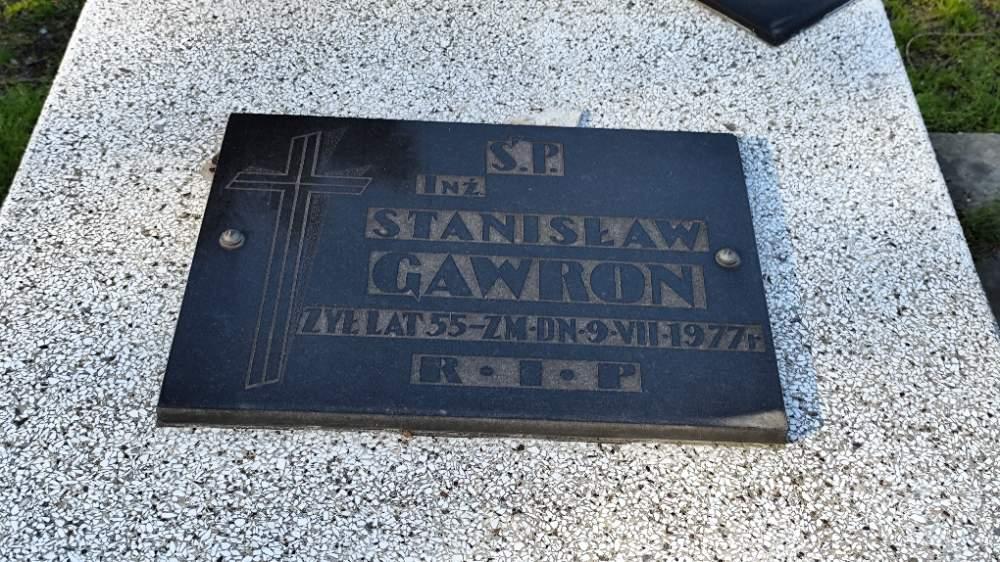 Ś.P.
INŻ.
STANISŁAW
GAWRON
ŻYŁ LAT 55-ZM·DN·9·VII·1977r
R·I·P